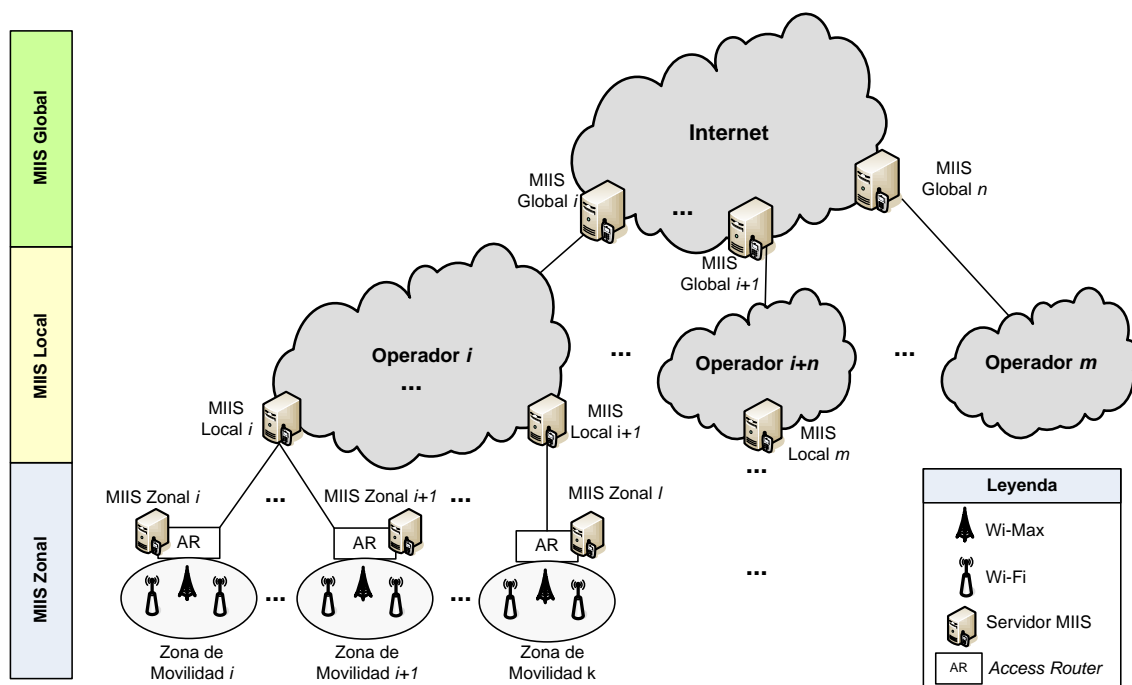 MIIS Global
MIIS Local
MIIS Zonal
Internet
MIIS
Global i
...
MIIS
Global i+1
MIIS
Global n
Operador i
...
...
Operador i+n
...
Operador m
MIIS
Local i
MIIS
Local i+1
MIIS
Local m
...
MIIS Zonal i
...
MIIS Zonal i+1
...
MIIS Zonal l
AR
AR
AR
...
...
...
Zona de
Movilidad i
Zona de
Movilidad i+1
Zona de
Movilidad k
Leyenda
Wi-Max
Wi-Fi
Servidor MIIS
AR
Access Router